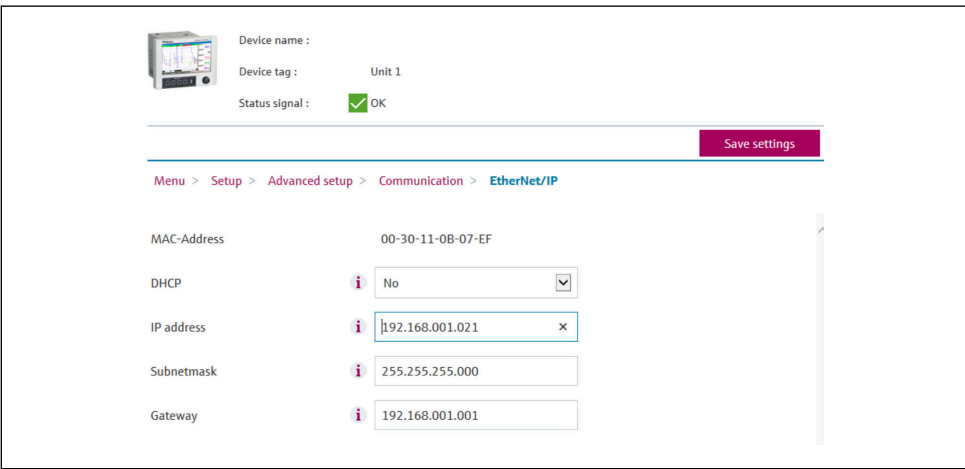 Device name :
Device tag : Unit 1
Status signal : OK
Save settings
Menu > Setup > Advanced setup > Communication > EtherNet/IP
MAC-Address 00-30-11-0B-07-EF
DHCP i No
IP address i 192.168.001.021 ×
Subnetmask i 255.255.255.000
Gateway i 192.168.001.001